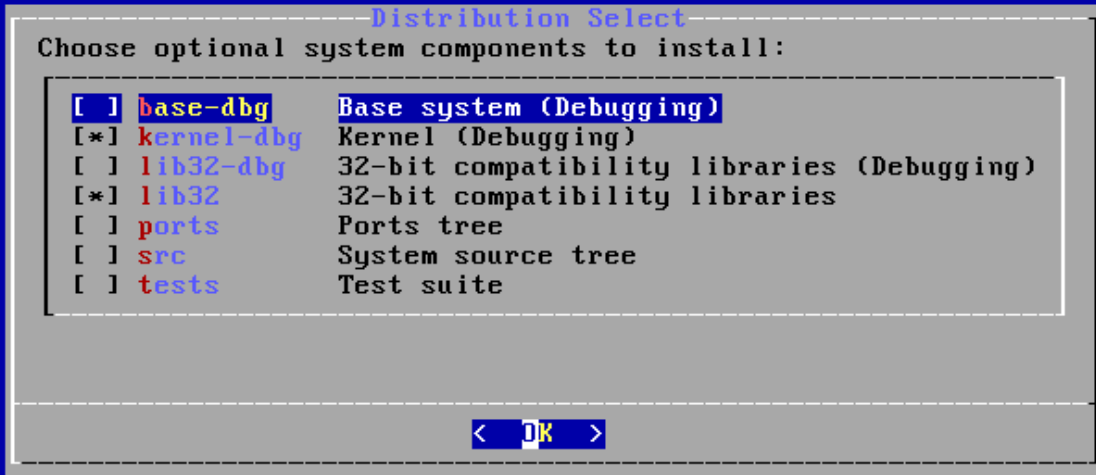 Distribution Select
Choose optional system components to install:
[ ] base-dbg Base system (Debugging)
[*] kernel-dbg Kernel (Debugging)
[ ] lib32-dbg 32-bit compatibility libraries (Debugging)
[*] lib32 32-bit compatibility libraries
[ ] ports Ports tree
[ ] src System source tree
[ ] tests Test suite
< OK >